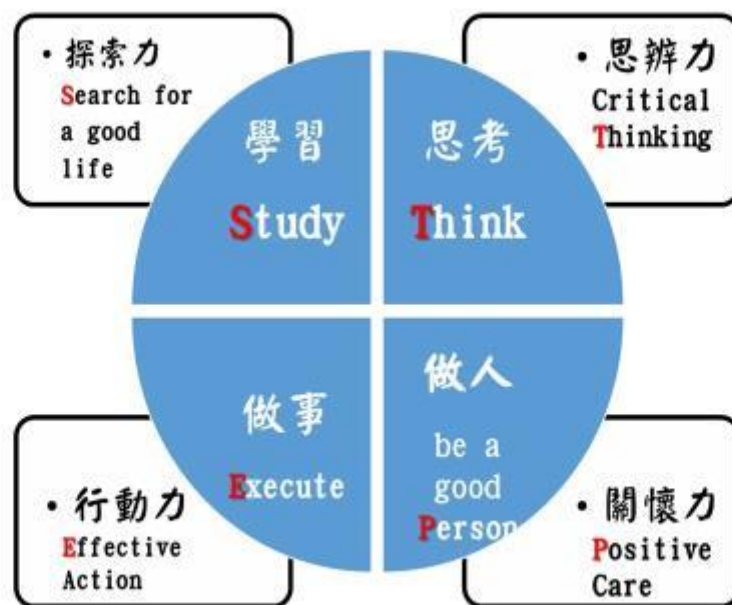 • 探索力
Search for
a good
life
學習
Study
思考
Think
• 思辨力
Critical
Thinking
• 行動力
Effective
Action
做事
Execute
做人
be a
good
Person
• 關懷力
Positive
Care